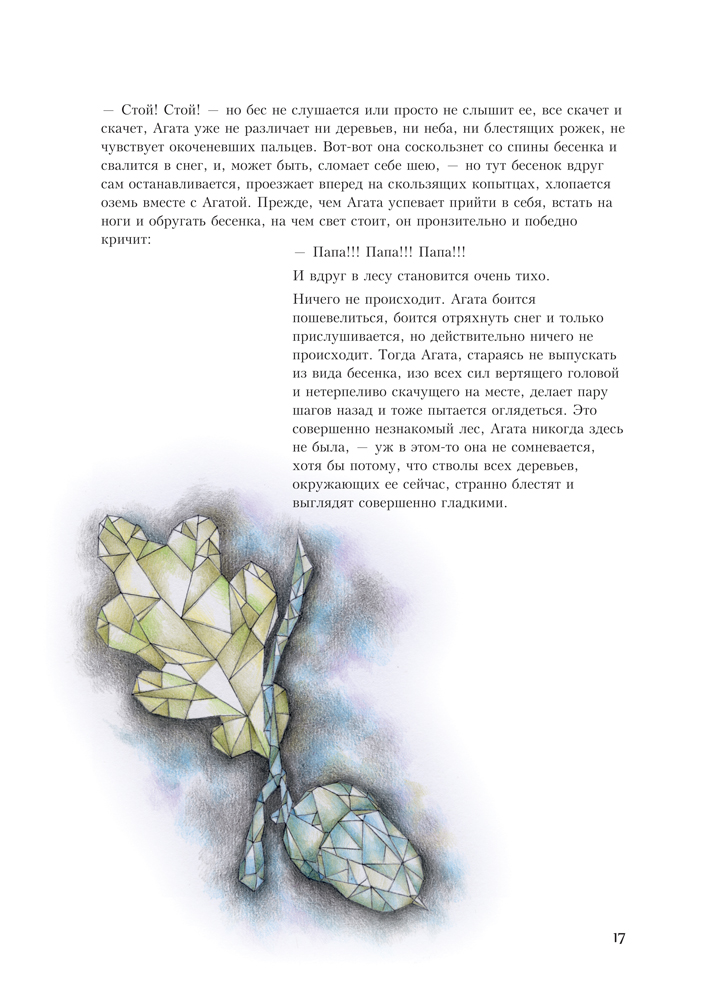 — Стой! Стой! — но бес не слушается или просто не слышит ее, все скачет и
скачет, Агата уже не различает ни деревьев, ни неба, ни блестящих рожек, не
чувствует окоченевших пальцев. Вот-вот она соскользнет со спины бесенка и
свалится в снег, и, может быть, сломает себе шею, — но тут бесенок вдруг
сам останавливается, проезжает вперед на скользящих копытцах, хлопается
оземь вместе с Агатой. Прежде, чем Агата успевает прийти в себя, встать на
ноги и обругать бесенка, на чем свет стоит, он пронзительно и победно
кричит:
— Папа!!! Папа!!! Папа!!!
И вдруг в лесу становится очень тихо.
Ничего не происходит. Агата боится
пошевелиться, боится отряхнуть снег и только
прислушивается, но действительно ничего не
происходит. Тогда Агата, стараясь не выпускать
из вида бесенка, изо всех сил вертящего головой
и нетерпеливо скачущего на месте, делает пару
шагов назад и тоже пытается оглядеться. Это
совершенно незнакомый лес, Агата никогда здесь
не была, — уж в этом-то она не сомневается,
хотя бы потому, что стволы всех деревьев,
окружающих ее сейчас, странно блестят и
выглядят совершенно гладкими.
17